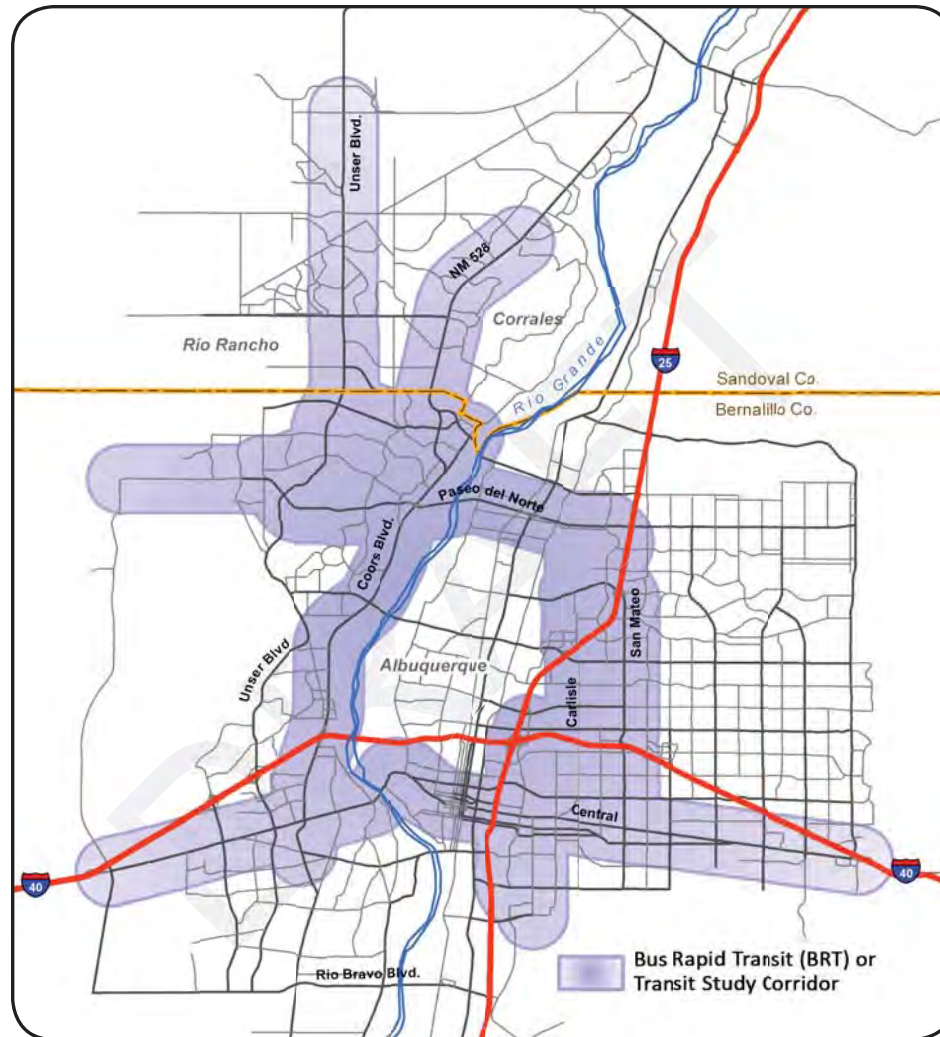 Unser Blvd.
NM 528
Corrales
Rio Rancho
Rio Grande
25
Sandoval Co.
Bernalillo Co.
Paseo del Norte
Coors Blvd.
San Mateo
Unser Blvd
Albuquerque
Carlisle
Central
40
40
Rio Bravo Blvd.
Bus Rapid Transit (BRT) or
Transit Study Corridor
DRAFT